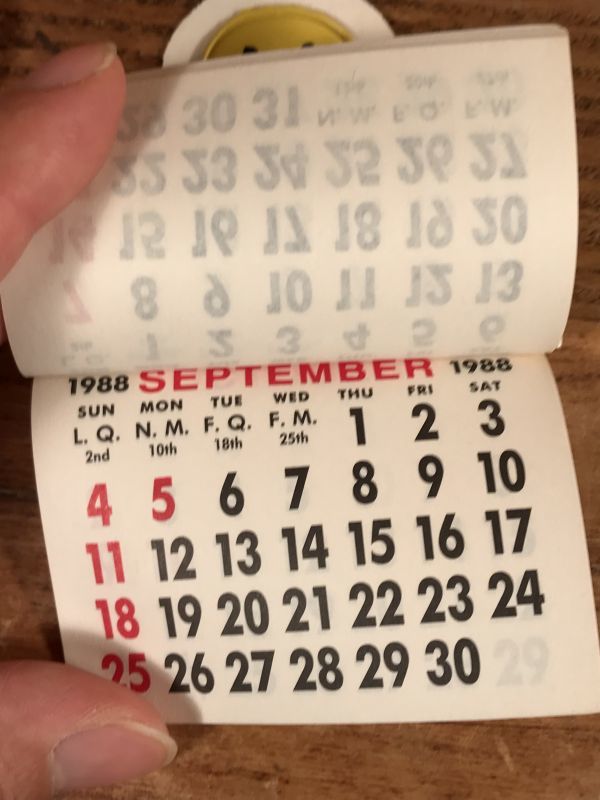 1988 SEPTEMBER 1988
SUN MON TUE WED THU FRI SAT
L. Q. 2nd N. M. 10th F. Q. 18th F. M. 25th 1 2 3
4 5 6 7 8 9 10
11 12 13 14 15 16 17
18 19 20 21 22 23 24
25 26 27 28 29 30